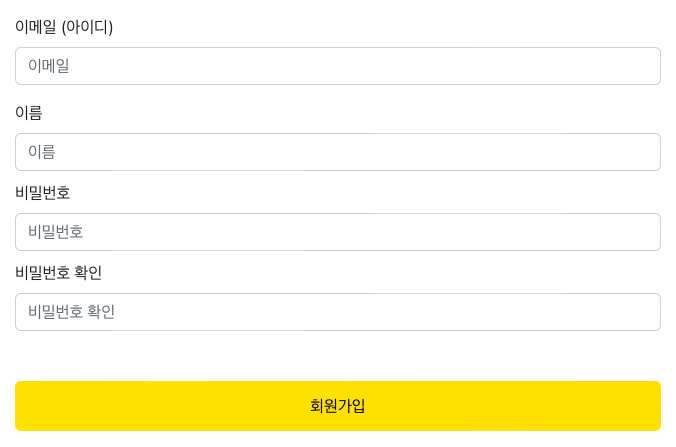 이메일 (아이디)
이메일
이름
이름
비밀번호
비밀번호
비밀번호 확인
비밀번호 확인
회원가입